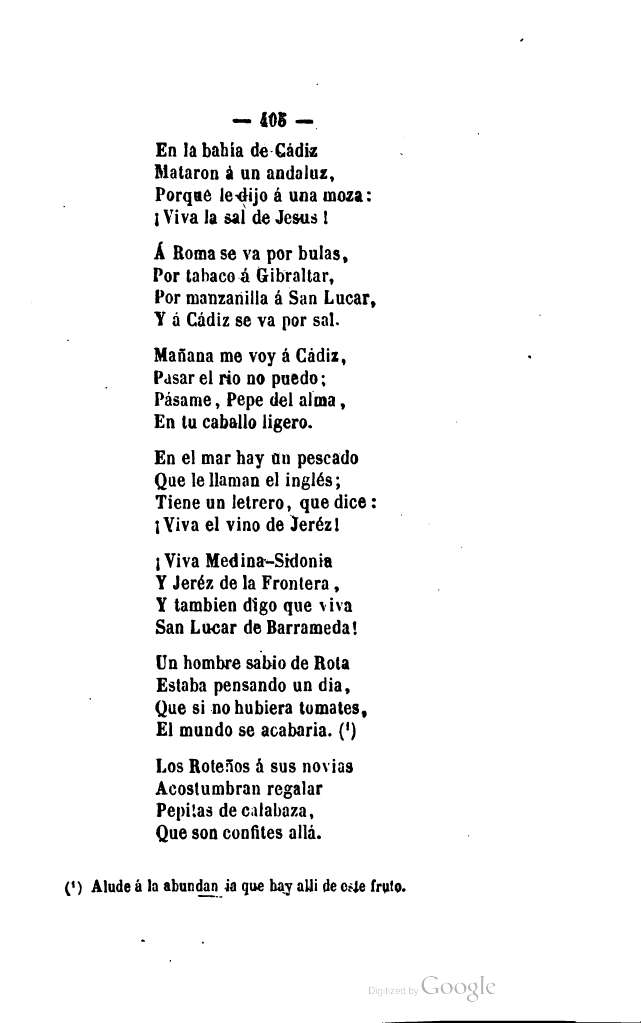 — 405 —
En la bahía de Cádiz
Mataron á un andaluz,
Porque le dijo á una moza:
¡Viva la sal de Jesus!
Á Roma se va por bulas,
Por tabaco á Gibraltar,
Por manzanilla á San Lucar,
Y á Cádiz se va por sal.
Mañana me voy á Cádiz,
Pasar el rio no puedo;
Pásame, Pepe del alma,
En tu caballo ligero.
En el mar hay un pescado
Que le llaman el inglés;
Tiene un letrero, que dice:
¡Viva el vino de Jeréz!
¡Viva Medina-Sidonia
Y Jeréz de la Frontera,
Y tambien digo que viva
San Lucar de Barrameda!
Un hombre sabio de Rota
Estaba pensando un dia,
Que si no hubiera tomates,
El mundo se acabaria. (¹)
Los Roteños á sus novias
Acostumbran regalar
Pepitas de calabaza,
Que son confites allá.
(¹) Alude á la abundan ia que hay alli de este fruto.
Digitized by Google